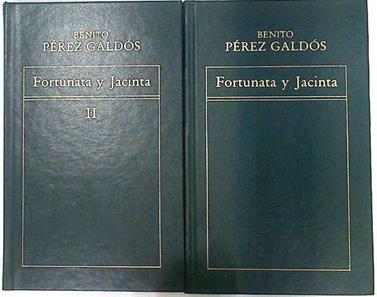 BENITO
PÉREZ GALDÓS
Fortunata y Jacinta
II
BENITO
PÉREZ GALDÓS
Fortunata y Jacinta